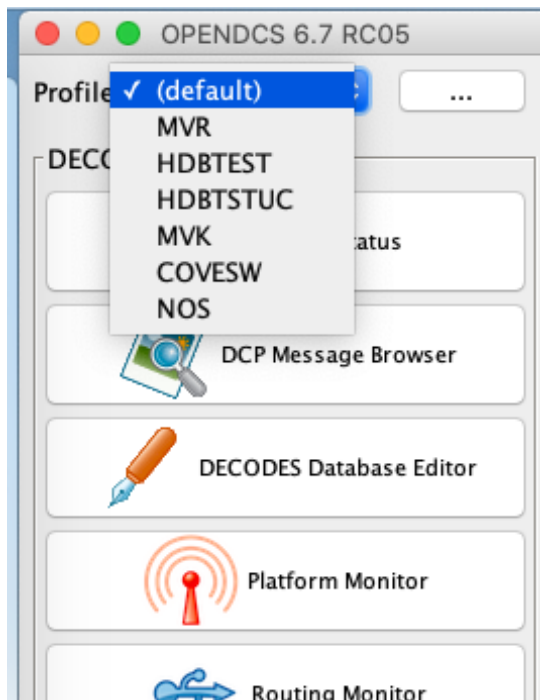 OPENDCS 6.7 RC05
Profile
✓ (default)
...
MVR
HDBTEST
HDBTSTUC
MVK
COVESW
NOS
DCP Message Browser
DECODES Database Editor
Platform Monitor
Routing Monitor